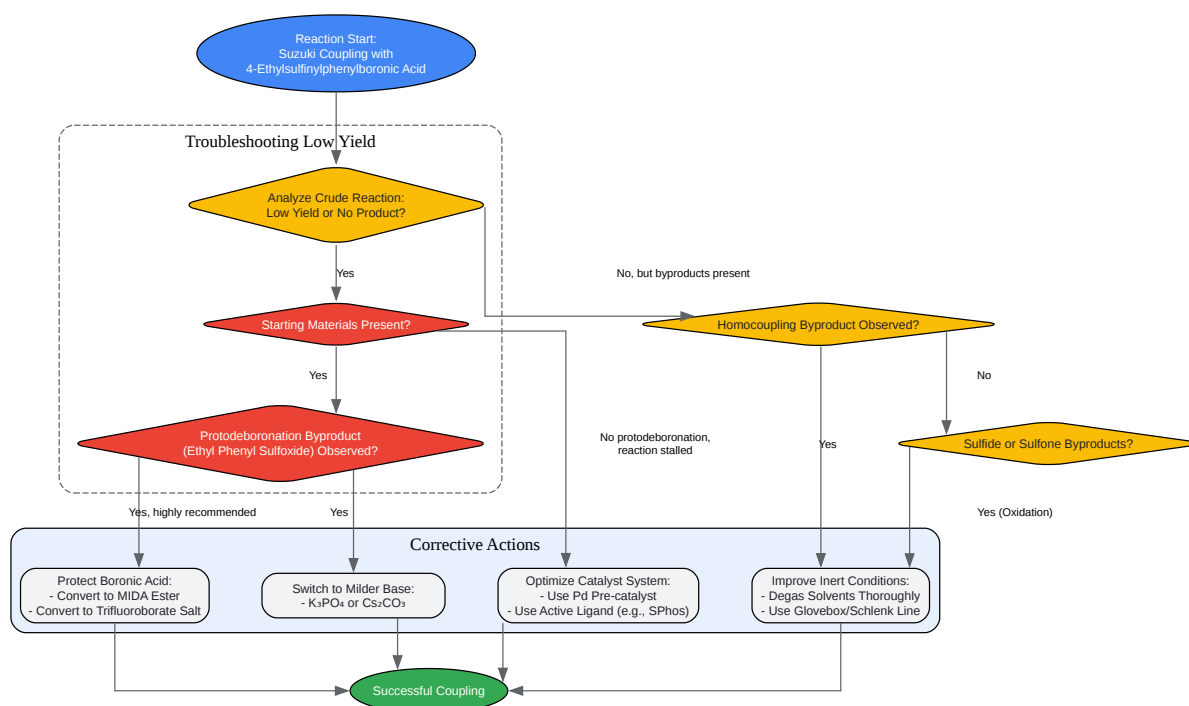 Reaction Start:
Suzuki Coupling with
4-Ethylsulfinylphenylboronic Acid
Troubleshooting Low Yield
Analyze Crude Reaction:
Low Yield or No Product?
Yes
No, but byproducts present
Starting Materials Present?
Homocoupling Byproduct Observed?
Yes
No
Protodeboronation Byproduct
(Ethyl Phenyl Sulfoxide) Observed?
No protodeboronation,
reaction stalled
Yes
Sulfide or Sulfone Byproducts?
Yes, highly recommended
Yes
Yes (Oxidation)
Corrective Actions
Protect Boronic Acid:
- Convert to MIDA Ester
- Convert to Trifluoroborate Salt
Switch to Milder Base:
- K₃PO₄ or Cs₂CO₃
Optimize Catalyst System:
- Use Pd Pre-catalyst
- Use Active Ligand (e.g., SPhos)
Improve Inert Conditions:
- Degas Solvents Thoroughly
- Use Glovebox/Schlenk Line
Successful Coupling